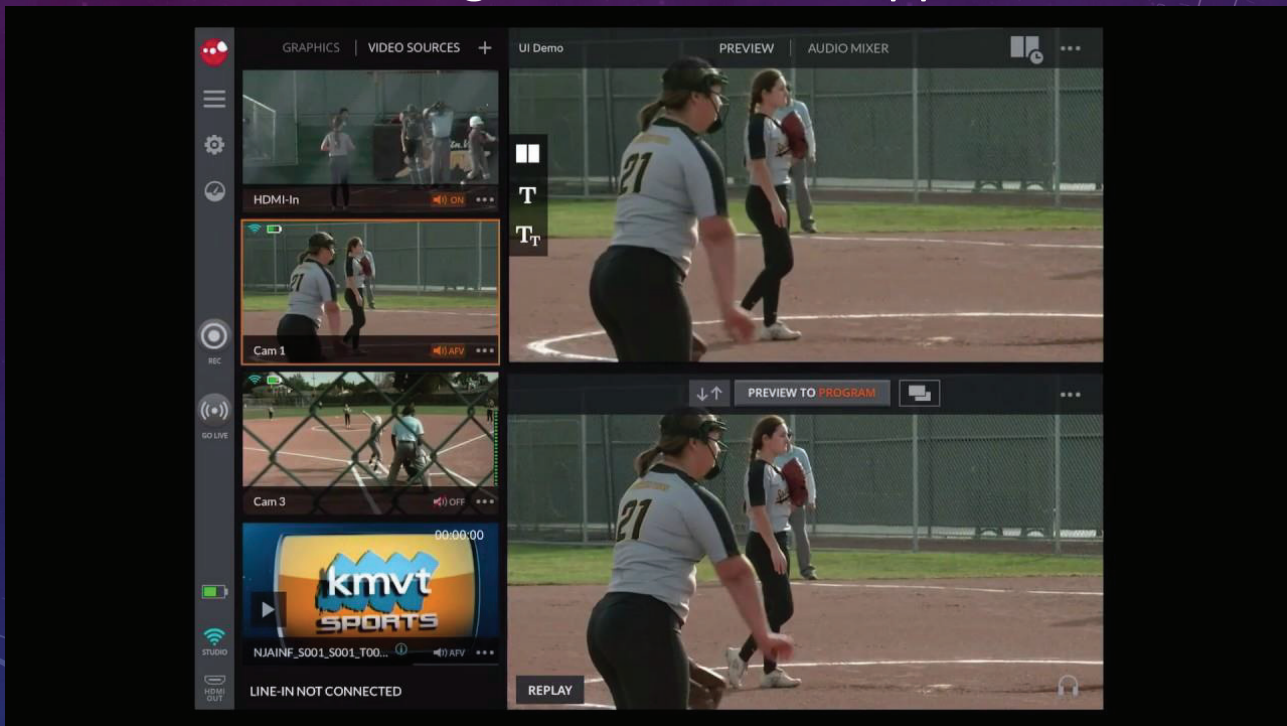 GRAPHICS
VIDEO SOURCES +
UI Demo
PREVIEW
AUDIO MIXER
HDMI-In
ON
T
TT
21
Cam 1
AFV
REC
GO LIVE
Cam 3
OFF
PREVIEW TO PROGRAM
00:00:00
kmvt
SPORTS
NJAINF_S001_S001_T00...
AFV
STUDIO
HDMI OUT
LINE-IN NOT CONNECTED
REPLAY
21
21